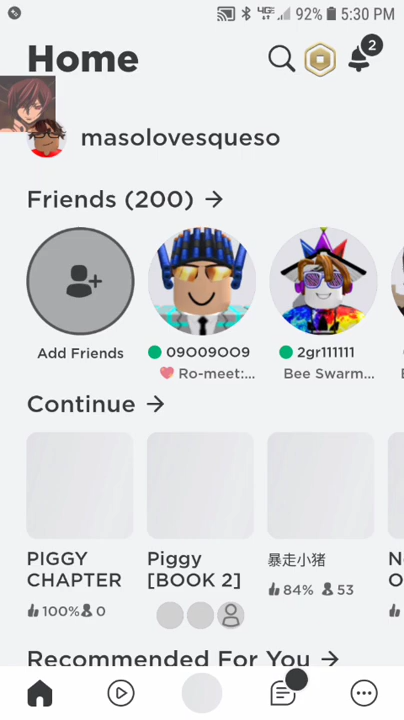 92% 5:30 PM
Home
2
masolovesqueso
Friends (200) →
Add Friends
09O09OO9
Ro-meet:...
2gr111111
Bee Swarm...
Continue →
PIGGY
CHAPTER
100% 0
Piggy
[BOOK 2]
暴走小猪
84% 53
Recommended For You →